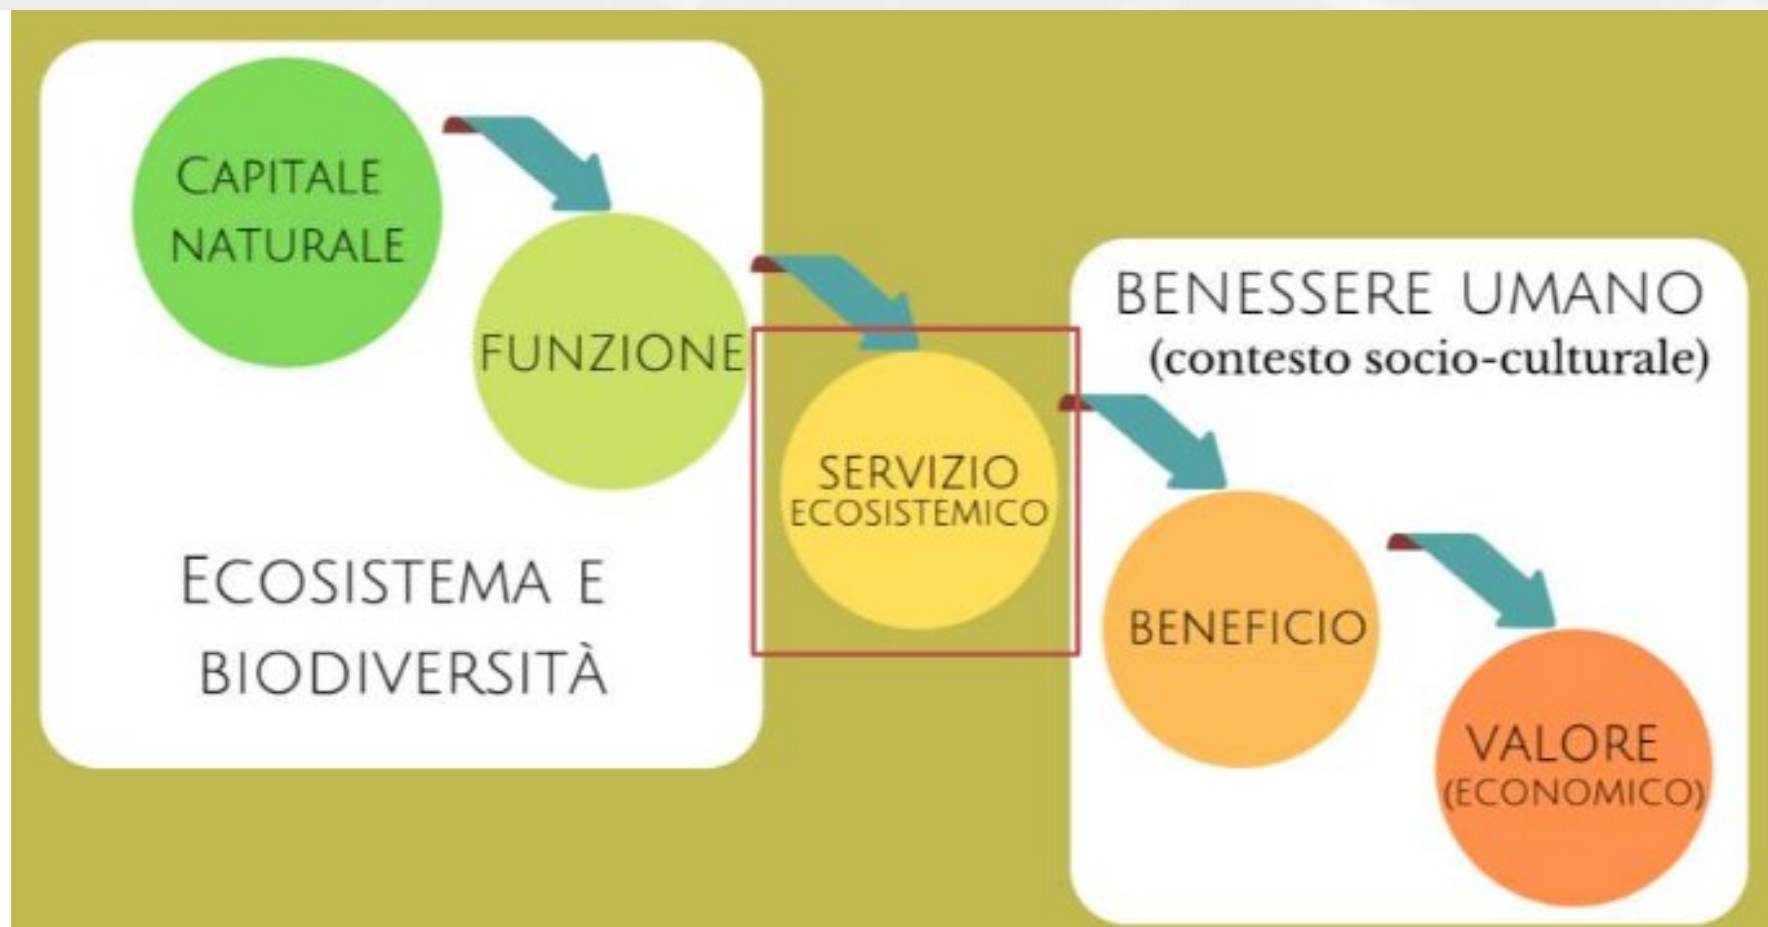 CAPITALE
NATURALE
FUNZIONE
ECOSISTEMA E
BIODIVERSITÀ
SERVIZIO
ECOSISTEMICO
BENESSERE UMANO
(contesto socio-culturale)
BENEFICIO
VALORE
(ECONOMICO)